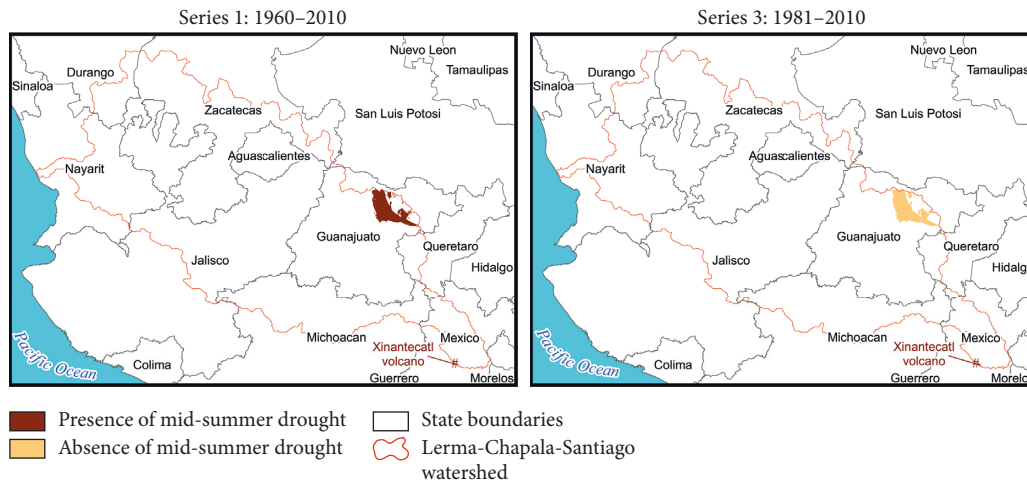 Series 1: 1960–2010
Nuevo Leon
Tamaulipas
Durango
Sinaloa
Zacatecas
San Luis Potosi
Aguascalientes
Nayarit
Guanajuato
Queretaro
Jalisco
Hidalgo
Michoacan
Mexico
Xinantecatl
volcano
Pacific Ocean
Colima
Guerrero
Morelos
Series 3: 1981–2010
Nuevo Leon
Tamaulipas
Durango
Sinaloa
Zacatecas
San Luis Potosi
Aguascalientes
Nayarit
Guanajuato
Queretaro
Jalisco
Hidalgo
Michoacan
Mexico
Xinantecatl
volcano
Pacific Ocean
Colima
Guerrero
Morelos
Presence of mid-summer drought
Absence of mid-summer drought
State boundaries
Lerma-Chapala-Santiago
watershed